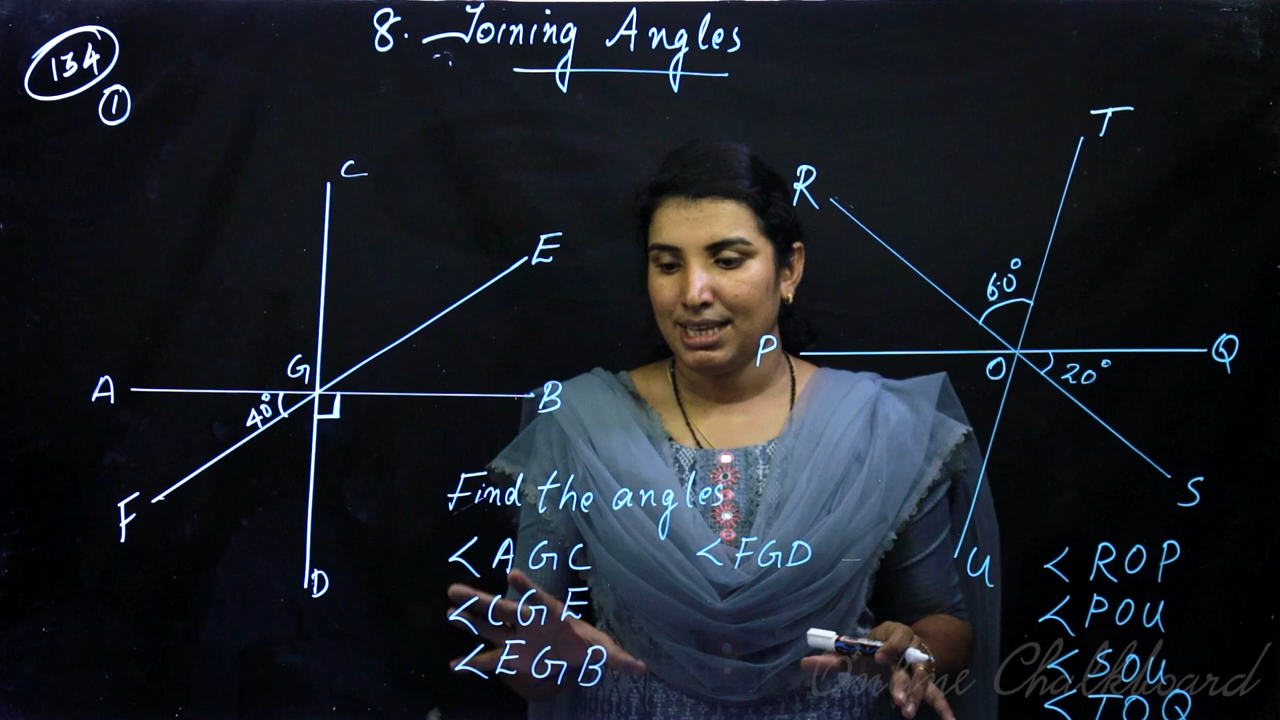 8. Joining Angles
134
1
C
E
G
A
B
40°
F
D
T
R
60°
P
Q
O
20°
S
U
Find the angles
<AGC <FGD
<CGE
<EGB
<ROP
<POU
<SOU
<TOQ
Online Chalkboard